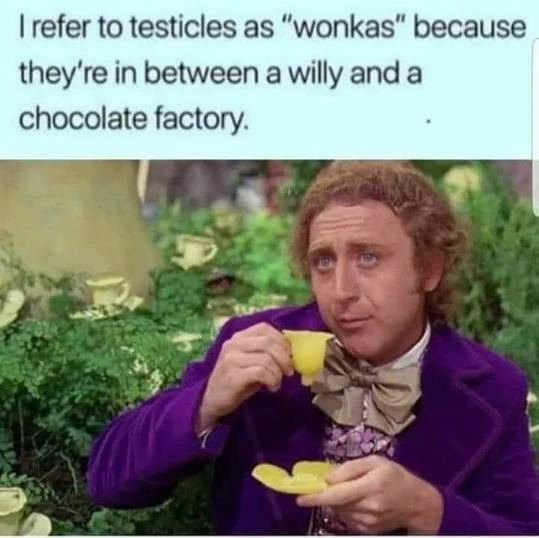 I refer to testicles as "wonkas" because
they're in between a willy and a
chocolate factory.